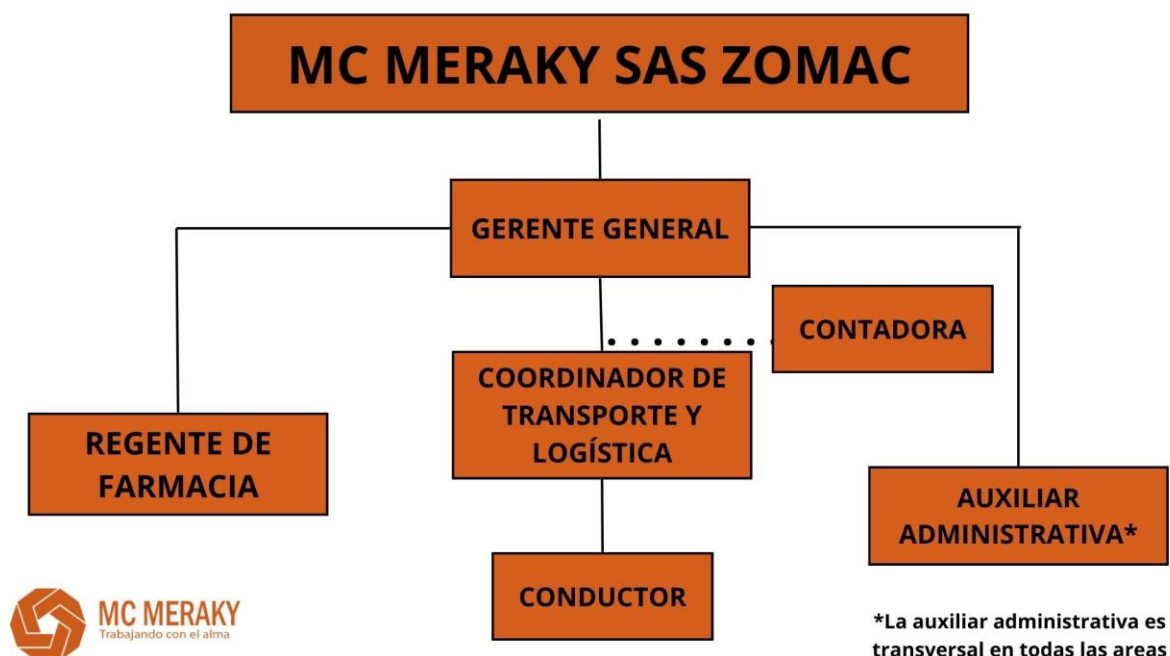 MC MERAKY SAS ZOMAC
GERENTE GENERAL
CONTADORA
COORDINADOR DE
TRANSPORTE Y
LOGÍSTICA
REGENTE DE
FARMACIA
AUXILIAR
ADMINISTRATIVA*
CONDUCTOR
MC MERAKY
Trabajando con el alma
*La auxiliar administrativa es
transversal en todas las areas